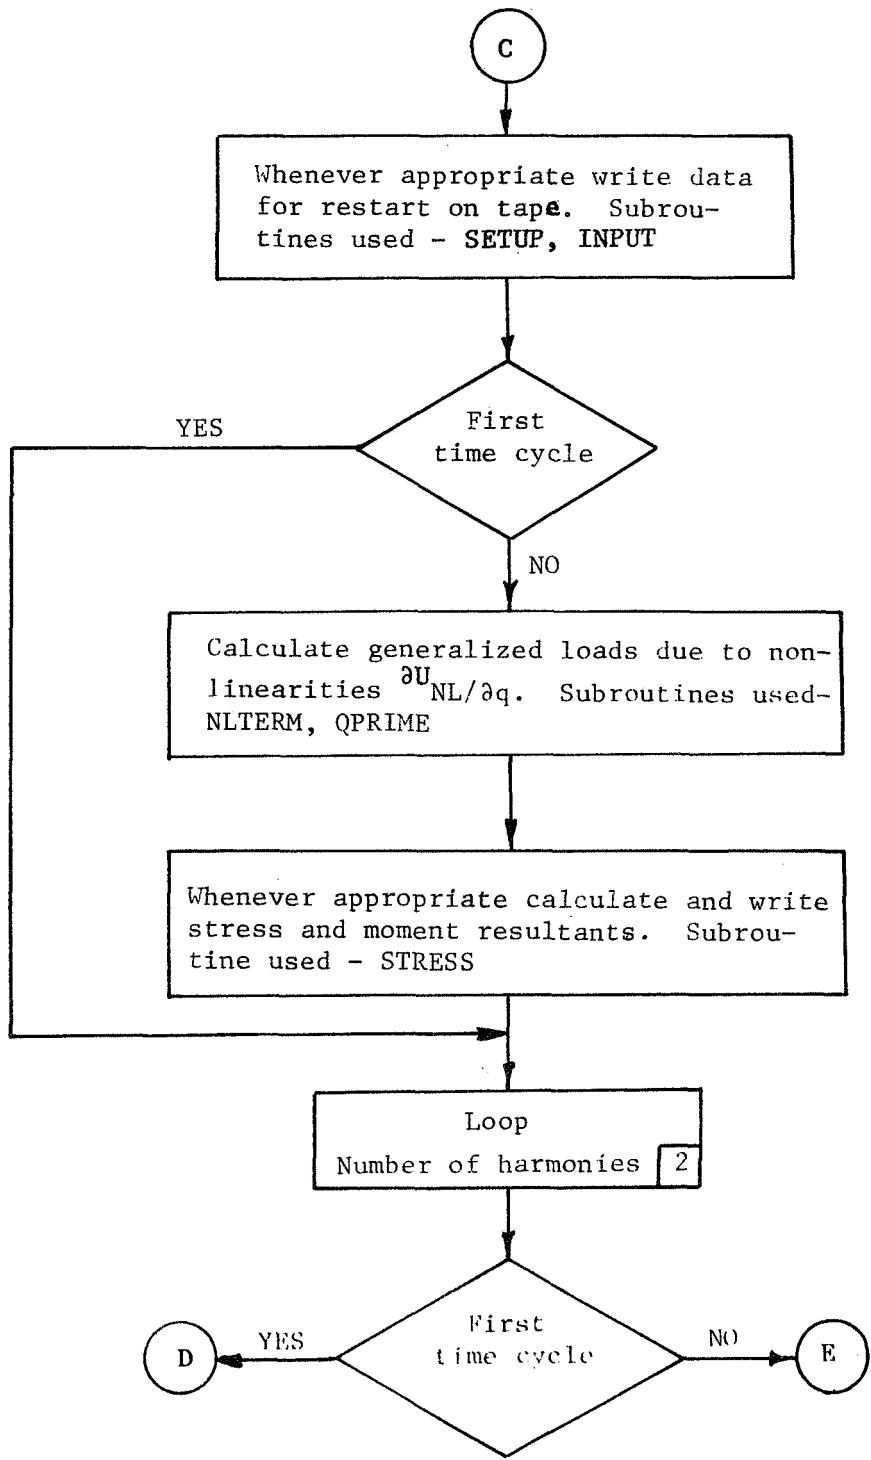 C
Whenever appropriate write data
for restart on tape. Subrou-
tines used - SETUP, INPUT
First
time cycle
YES
NO
Calculate generalized loads due to non-
linearities ∂U NL/∂q. Subroutines used-
NLTERM, QPRIME
Whenever appropriate calculate and write
stress and moment resultants. Subrou-
tine used - STRESS
Loop
Number of harmonies 2
First
time cycle
D
YES
NO
E